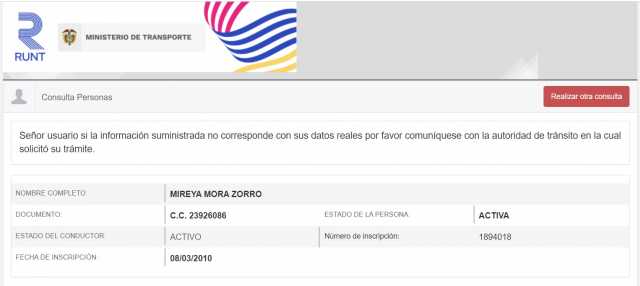 RUNT
MINISTERIO DE TRANSPORTE
Consulta Personas
Realizar otra consulta
Señor usuario si la información suministrada no corresponde con sus datos reales por favor comuníquese con la autoridad de tránsito en la cual
solicitó su trámite.
NOMBRE COMPLETO: MIREYA MORA ZORRO
DOCUMENTO: C.C. 23926086 ESTADO DE LA PERSONA: ACTIVA
ESTADO DEL CONDUCTOR: ACTIVO Número de inscripción: 1894018
FECHA DE INSCRIPCIÓN: 08/03/2010